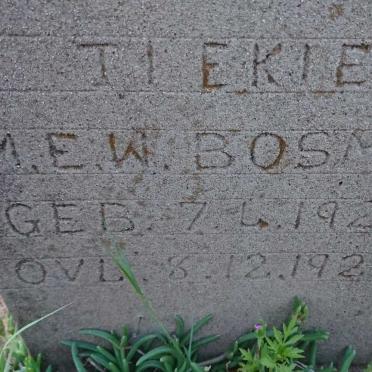 TIEKIE
M.E.W. BOSM
GEB. 7.4.192
OVL. 8.12.192